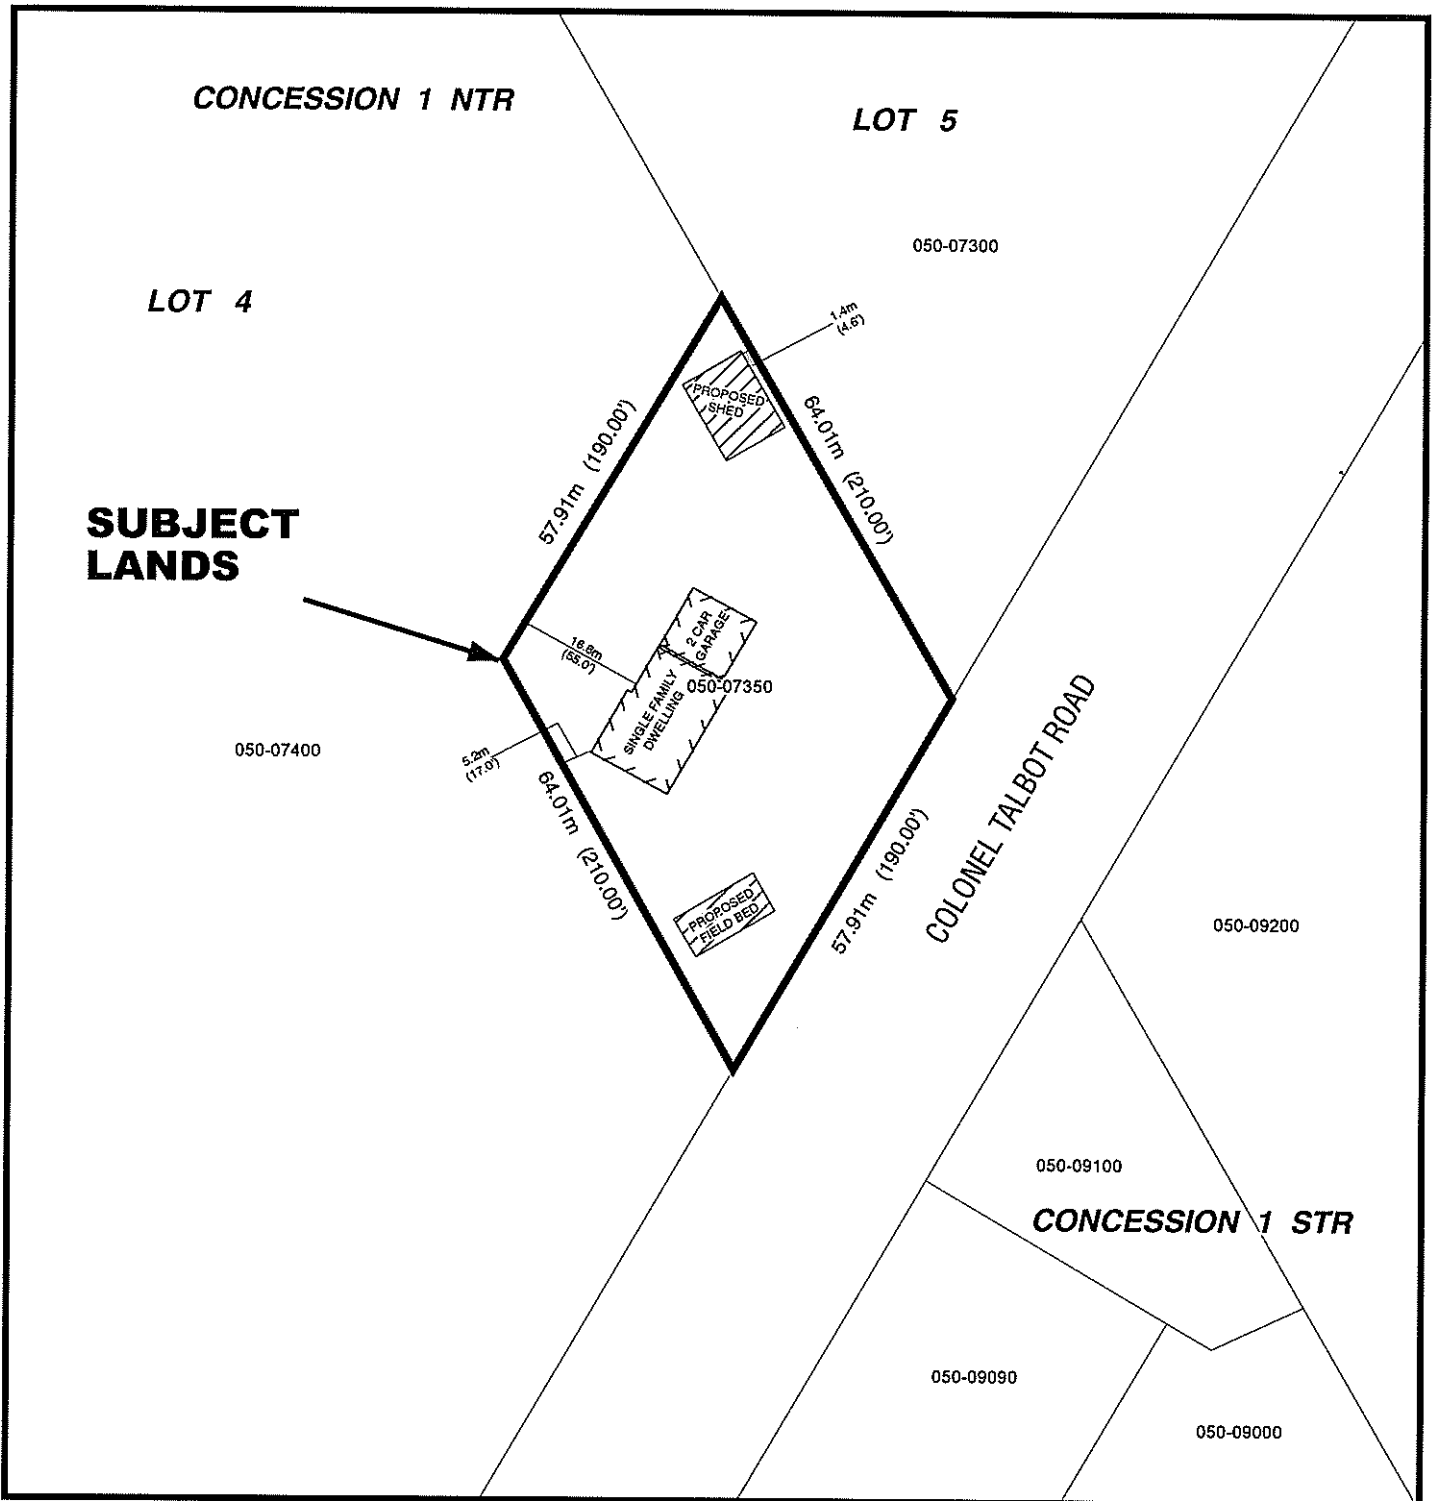 CONCESSION 1 NTR
LOT 5
050-07300
LOT 4
1.4m
(4.6')
PROPOSED
SHED
57.91m (190.00')
64.01m (210.00')
SUBJECT
LANDS
2 CAR
GARAGE
16.8m
(55.0')
050-07350
SINGLE FAMILY
DWELLING
050-07400
5.2m
(17.0')
64.01m (210.00')
COLONEL TALBOT ROAD
57.91m (190.00')
PROPOSED
FIELD BED
050-09200
050-09100
CONCESSION 1 STR
050-09090
050-09000